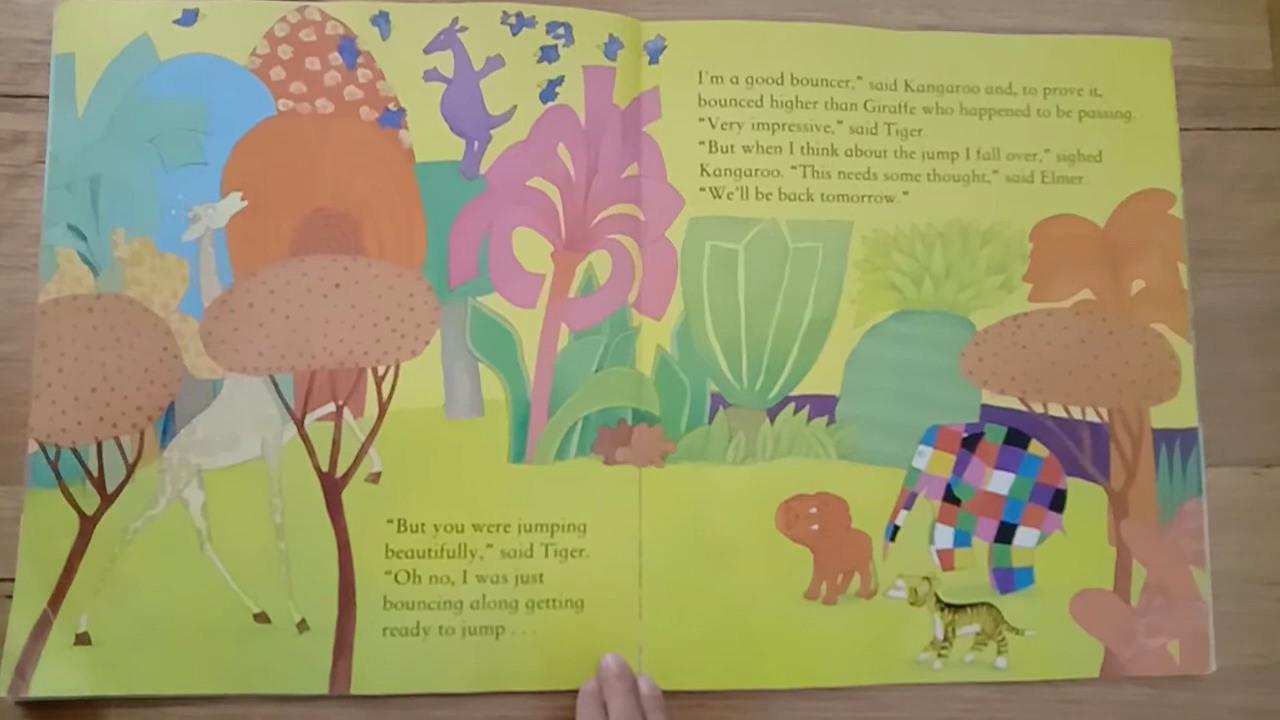 "But you were jumping
beautifully," said Tiger.
"Oh no, I was just
bouncing along getting
ready to jump . . .
I'm a good bouncer," said Kangaroo and, to prove it,
bounced higher than Giraffe who happened to be passing.
"Very impressive," said Tiger.
"But when I think about the jump I fall over," sighed
Kangaroo. "This needs some thought," said Elmer.
"We'll be back tomorrow."